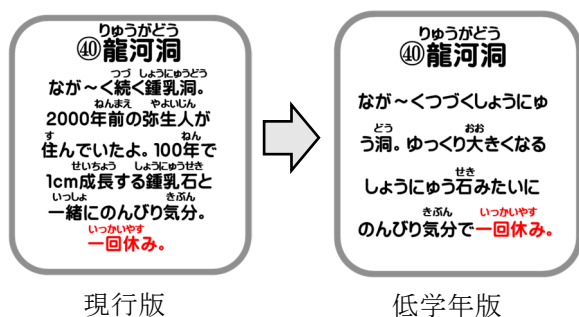 りゅうがどう
㊵龍河洞
つづ しょうにゅうどう
なが～く続く鍾乳洞。
ねんまえ やよいじん
2000年前の弥生人が
す ねん
住んでいたよ。100年で
せいちょう しょうにゅうせき
1cm成長する鍾乳石と
いっしょ きぶん
一緒にのんびり気分。
いっかいやす
一回休み。
現行版
りゅうがどう
㊵龍河洞
なが～くつづくしょうにゅ
どう おお
う洞。ゆっくり大きくなる
せき
しょうにゅう石みたいに
きぶん いっかいやす
のんびり気分で一回休み。
低学年版